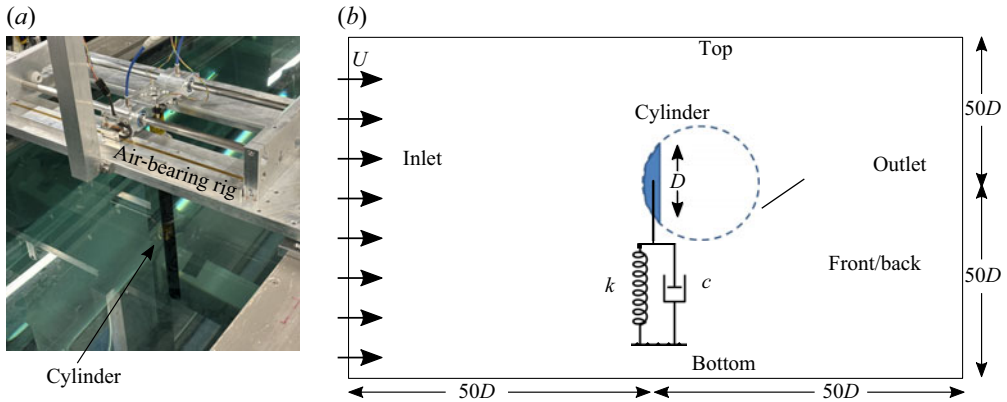 (a)
Air-bearing rig
Cylinder
(b)
U
Top
Cylinder
Inlet
D
Outlet
50D
Front/back
50D
k
c
Bottom
50D
50D